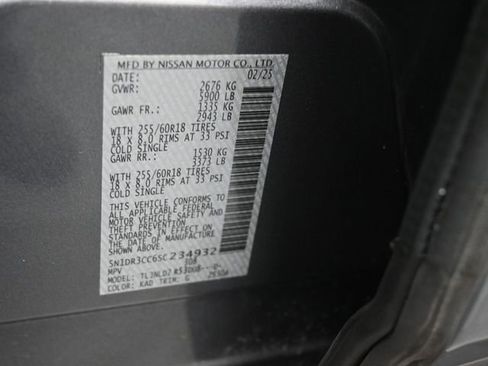 MFD BY NISSAN MOTOR CO., LTD.
DATE: 02/25
GVWR: 2676 KG
5900 LB
GAWR FR.: 1335 KG
2943 LB
WITH 255/60R18 TIRES
18 X 8.0 RIMS AT 33 PSI
COLD SINGLE
GAWR RR.: 1530 KG
3373 LB
WITH 255/60R18 TIRES
18 X 8.0 RIMS AT 33 PSI
COLD SINGLE
THIS VEHICLE CONFORMS TO
ALL APPLICABLE FEDERAL
MOTOR VEHICLE SAFETY AND
THEFT PREVENTION
STANDARDS IN EFFECT ON
THE DATE OF MANUFACTURE
SHOWN ABOVE.
5N1DR3CC6SC234932
MPV
MODEL:
COLOR: KAD TRIM: G